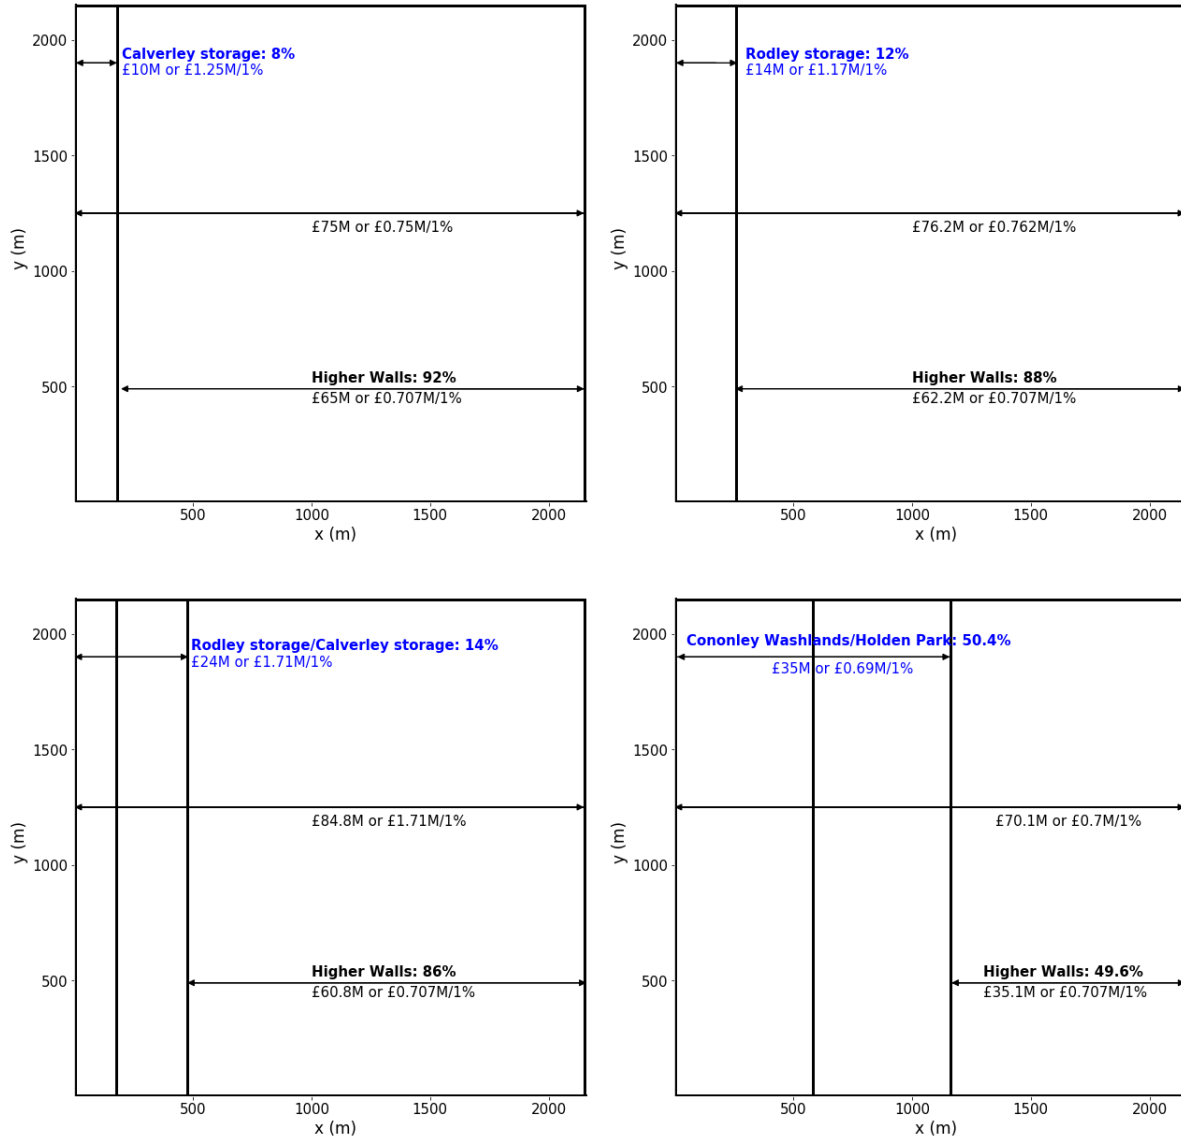 2000
1500
1000
500
y (m)
Calverley storage: 8%
£10M or £1.25M/1%
£75M or £0.75M/1%
Higher Walls: 92%
£65M or £0.707M/1%
500
1000
1500
2000
x (m)
2000
1500
1000
500
y (m)
Rodley storage: 12%
£14M or £1.17M/1%
£76.2M or £0.762M/1%
Higher Walls: 88%
£62.2M or £0.707M/1%
500
1000
1500
2000
x (m)
2000
1500
1000
500
y (m)
Rodley storage/Calverley storage: 14%
£24M or £1.71M/1%
£84.8M or £1.71M/1%
Higher Walls: 86%
£60.8M or £0.707M/1%
500
1000
1500
2000
x (m)
2000
1500
1000
500
y (m)
Cononley Washlands/Holden Park: 50.4%
£35M or £0.69M/1%
£70.1M or £0.7M/1%
Higher Walls: 49.6%
£35.1M or £0.707M/1%
500
1000
1500
2000
x (m)